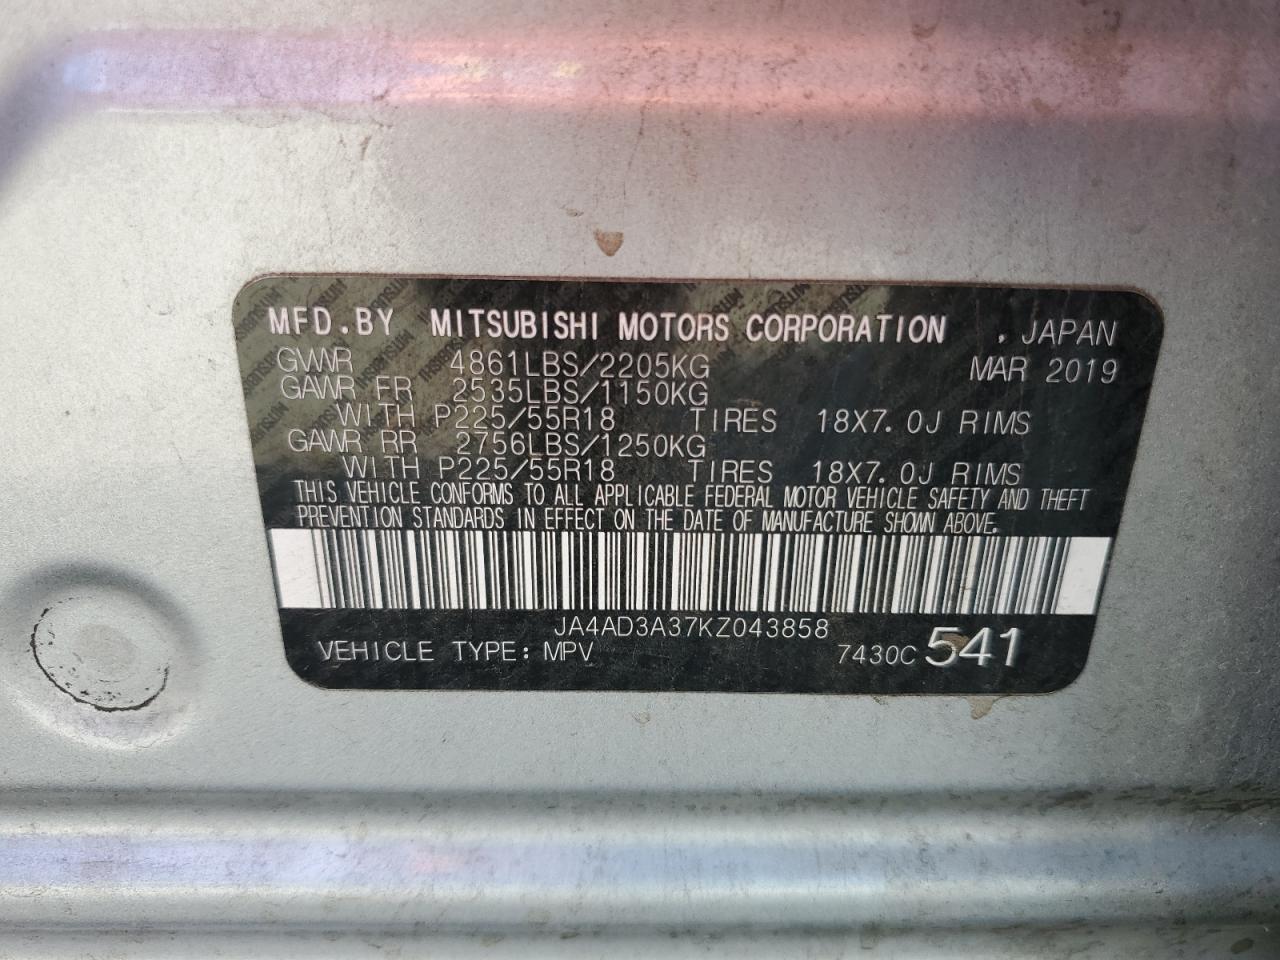 MFD.BY MITSUBISHI MOTORS CORPORATION , JAPAN
GVWR 4861LBS/2205KG MAR 2019
GAWR FR 2535LBS/1150KG
WITH P225/55R18 TIRES 18X7.0J RIMS
GAWR RR 2756LBS/1250KG
WITH P225/55R18 TIRES 18X7.0J RIMS
THIS VEHICLE CONFORMS TO ALL APPLICABLE FEDERAL MOTOR VEHICLE SAFETY AND THEFT
PREVENTION STANDARDS IN EFFECT ON THE DATE OF MANUFACTURE SHOWN ABOVE.
JA4AD3A37KZ043858
VEHICLE TYPE: MPV 7430C 541